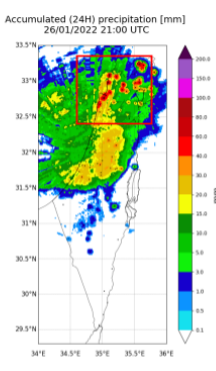 Accumulated (24H) precipitation [mm]
26/01/2022 21:00 UTC
33.5°N
33°N
32.5°N
32°N
31.5°N
31°N
30.5°N
30°N
29.5°N
34°E
34.5°E
35°E
35.5°E
36°E
200.0
150.0
100.0
80.0
60.0
40.0
30.0
20.0
15.0
10.0
5.0
3.0
1.0
0.5
0.1
mm